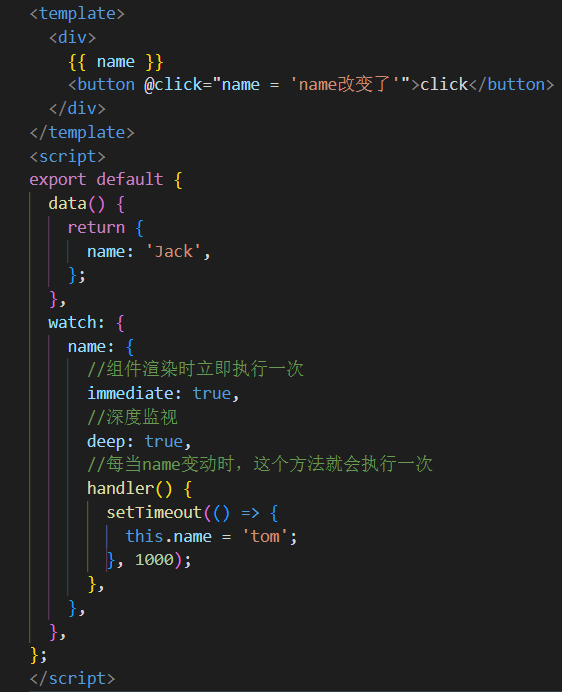 <template>
  <div>
    {{ name }}
    <button @click="name = 'name改变了'">click</button>
  </div>
</template>
<script>
export default {
  data() {
    return {
      name: 'Jack',
    };
  },
  watch: {
    name: {
      //组件渲染时立即执行一次
      immediate: true,
      //深度监视
      deep: true,
      //每当name变动时，这个方法就会执行一次
      handler() {
        setTimeout(() => {
          this.name = 'tom';
        }, 1000);
      },
    },
  },
};
</script>